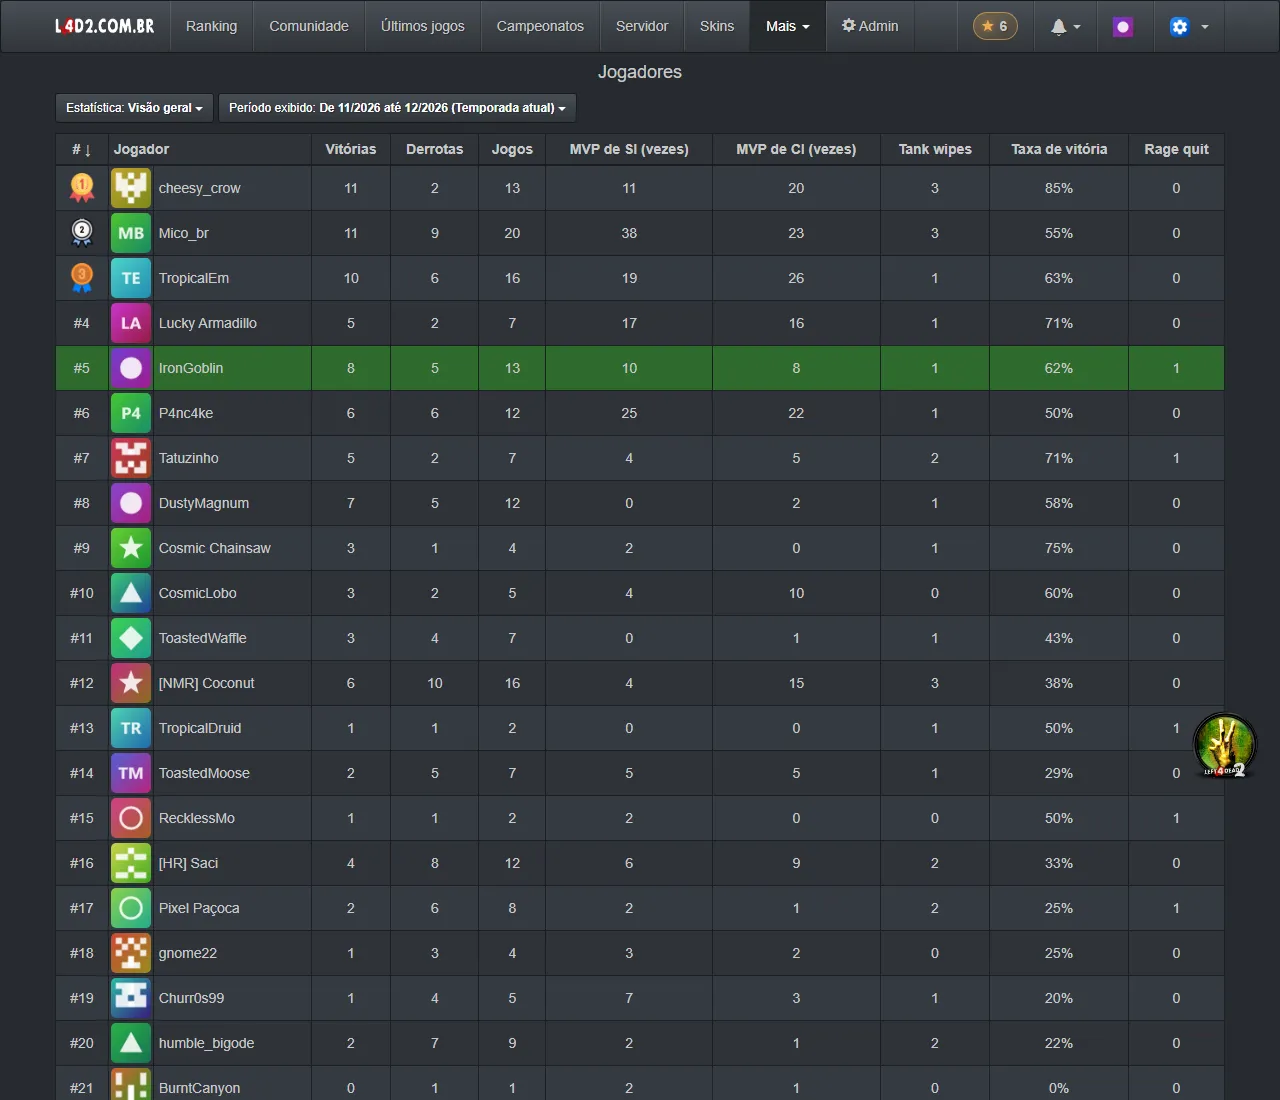 L4D2.COM.BR Ranking Comunidade Últimos jogos Campeonatos Servidor Skins Mais Admin 6
Jogadores
Estatística: Visão geral Período exibido: De 11/2026 até 12/2026 (Temporada atual)
# ↓ Jogador Vitórias Derrotas Jogos MVP de SI (vezes) MVP de CI (vezes) Tank wipes Taxa de vitória Rage quit
1 cheesy_crow 11 2 13 11 20 3 85% 0
2 MB Mico_br 11 9 20 38 23 3 55% 0
3 TE TropicalEm 10 6 16 19 26 1 63% 0
#4 LA Lucky Armadillo 5 2 7 17 16 1 71% 0
#5 IronGoblin 8 5 13 10 8 1 62% 1
#6 P4 P4nc4ke 6 6 12 25 22 1 50% 0
#7 Tatuzinho 5 2 7 4 5 2 71% 1
#8 DustyMagnum 7 5 12 0 2 1 58% 0
#9 Cosmic Chainsaw 3 1 4 2 0 1 75% 0
#10 CosmicLobo 3 2 5 4 10 0 60% 0
#11 ToastedWaffle 3 4 7 0 1 1 43% 0
#12 [NMR] Coconut 6 10 16 4 15 3 38% 0
#13 TR TropicalDruid 1 1 2 0 0 1 50% 1
#14 TM ToastedMoose 2 5 7 5 5 1 29% 0
LEFT 4 DEAD 2
#15 RecklessMo 1 1 2 2 0 0 50% 1
#16 [HR] Saci 4 8 12 6 9 2 33% 0
#17 Pixel Paçoca 2 6 8 2 1 2 25% 1
#18 gnome22 1 3 4 3 2 0 25% 0
#19 Churr0s99 1 4 5 7 3 1 20% 0
#20 humble_bigode 2 7 9 2 1 2 22% 0
#21 BurntCanyon 0 1 1 2 1 0 0% 0